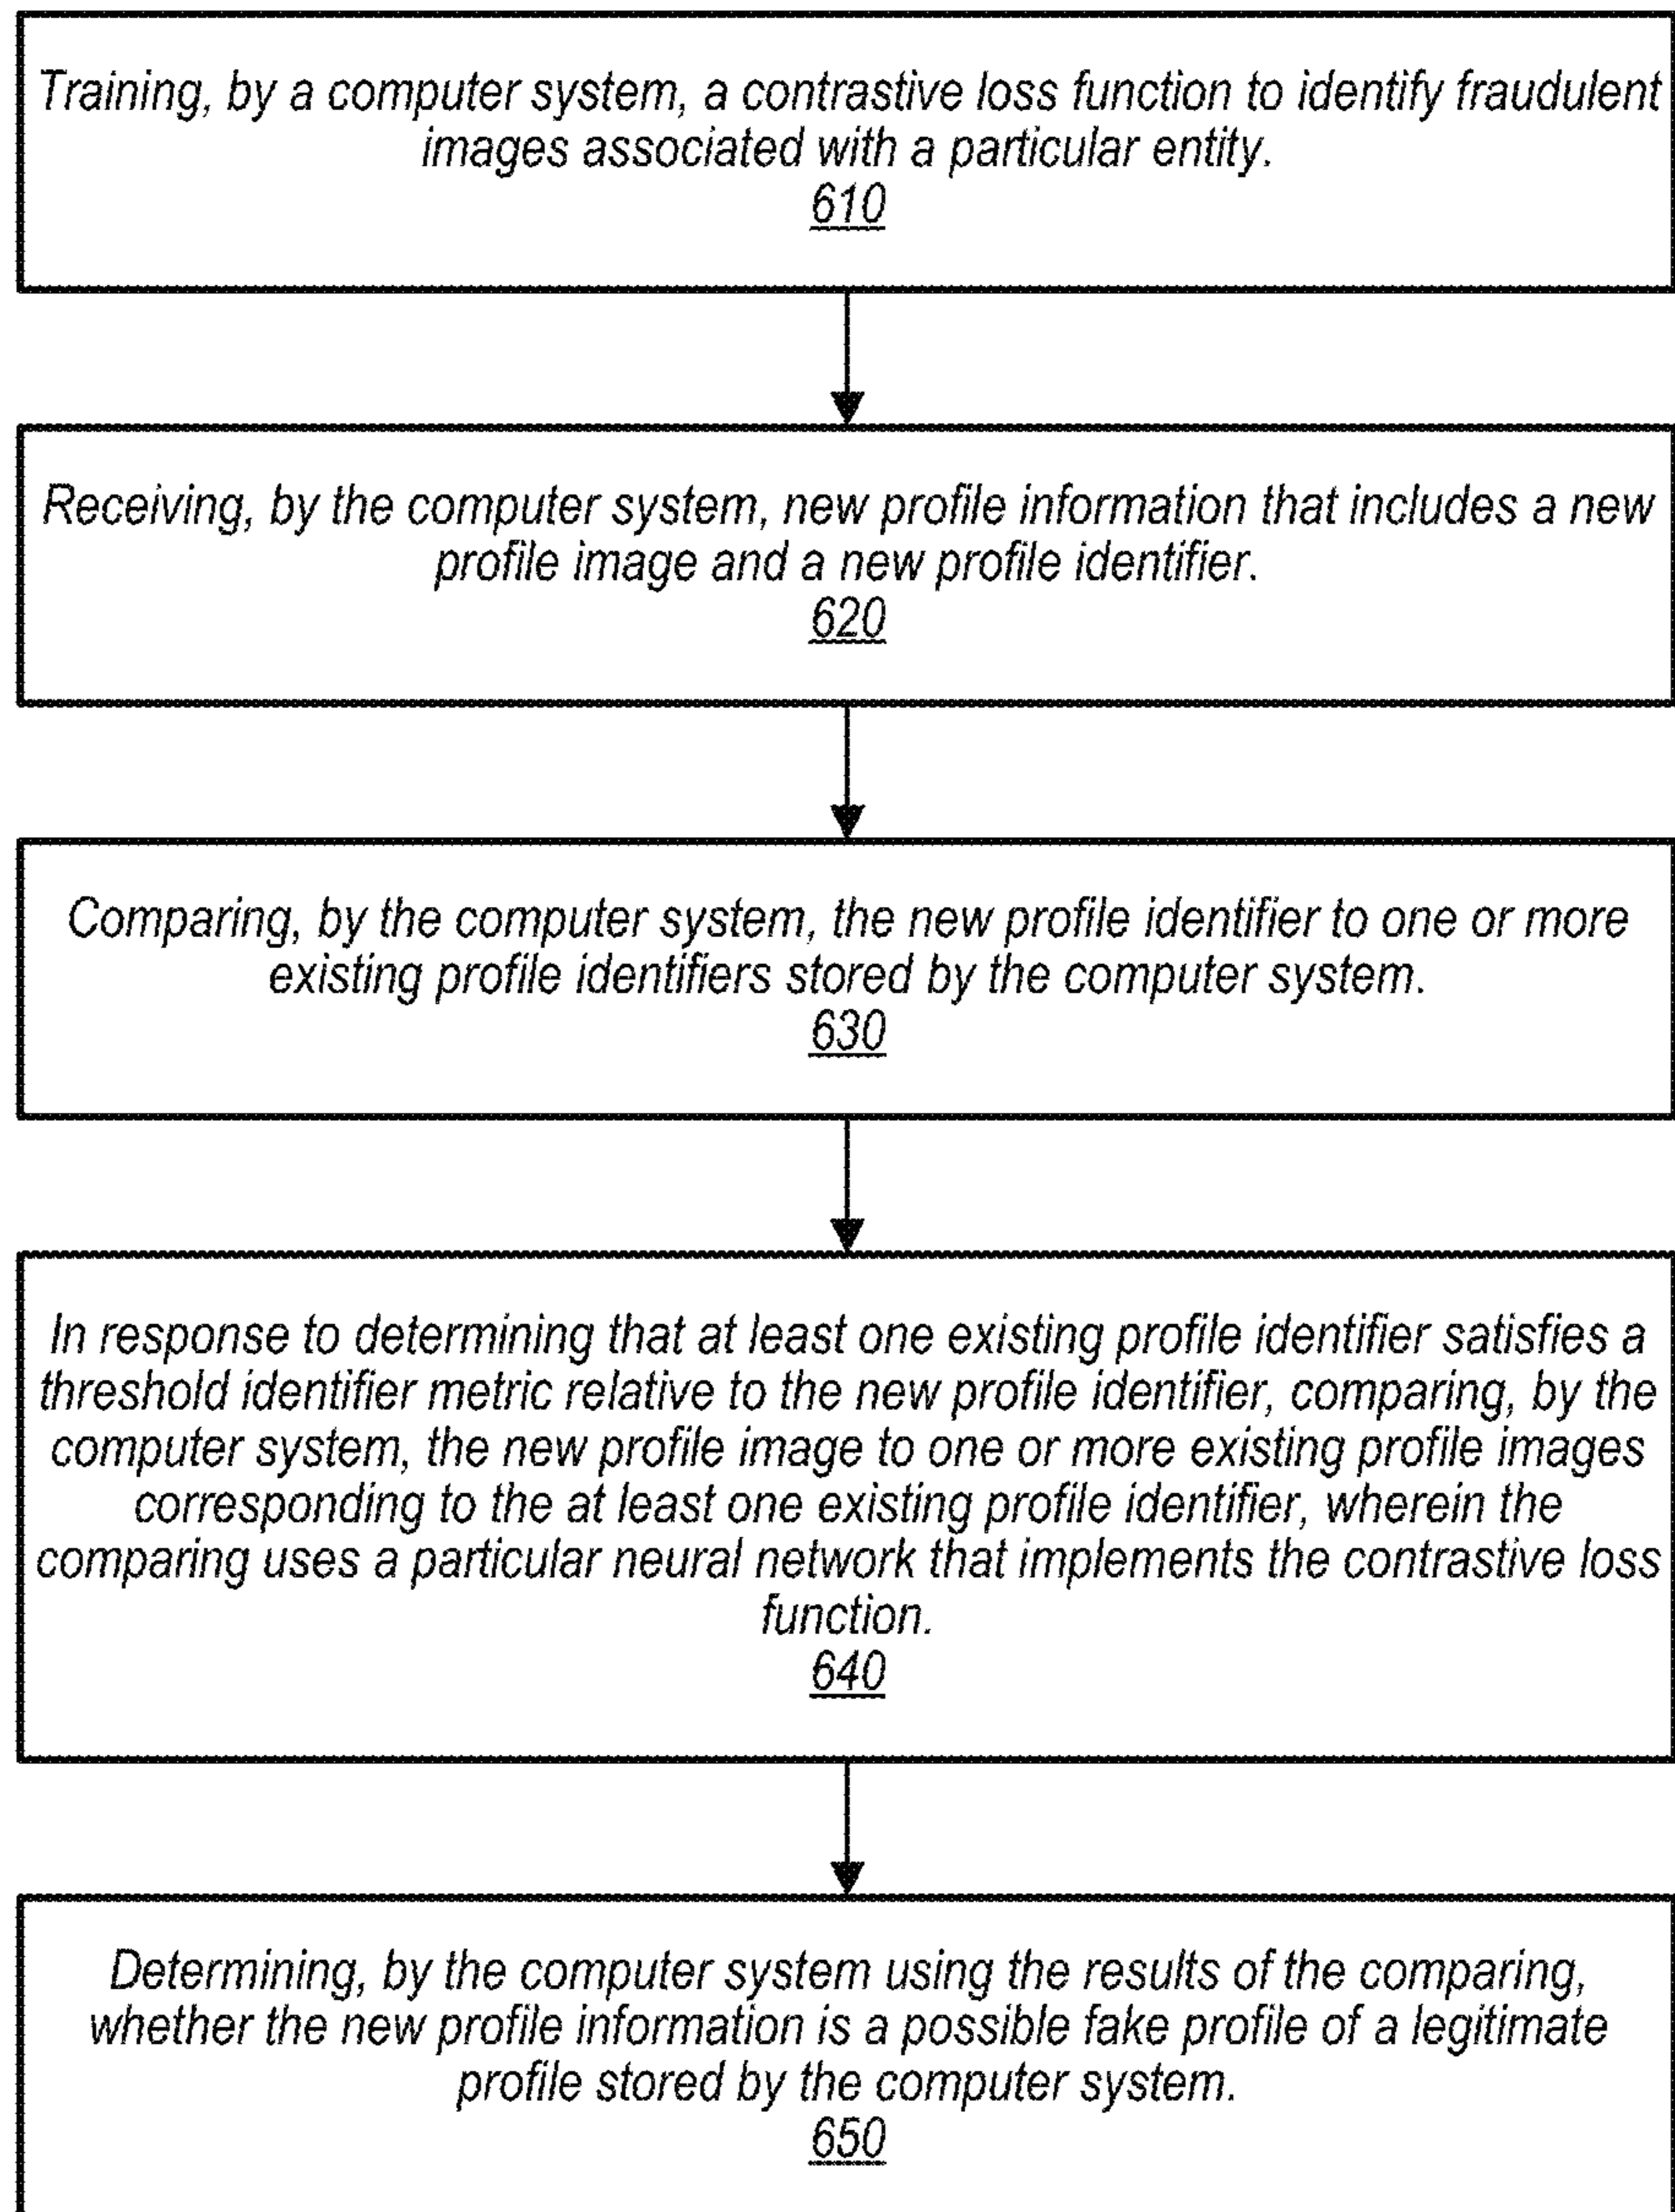 Training, by a computer system, a contrastive loss function to identify fraudulent
images associated with a particular entity.
610
Receiving, by the computer system, new profile information that includes a new
profile image and a new profile identifier.
620
Comparing, by the computer system, the new profile identifier to one or more
existing profile identifiers stored by the computer system.
630
In response to determining that at least one existing profile identifier satisfies a
threshold identifier metric relative to the new profile identifier, comparing, by the
computer system, the new profile image to one or more existing profile images
corresponding to the at least one existing profile identifier, wherein the
comparing uses a particular neural network that implements the contrastive loss
function.
640
Determining, by the computer system using the results of the comparing,
whether the new profile information is a possible fake profile of a legitimate
profile stored by the computer system.
650